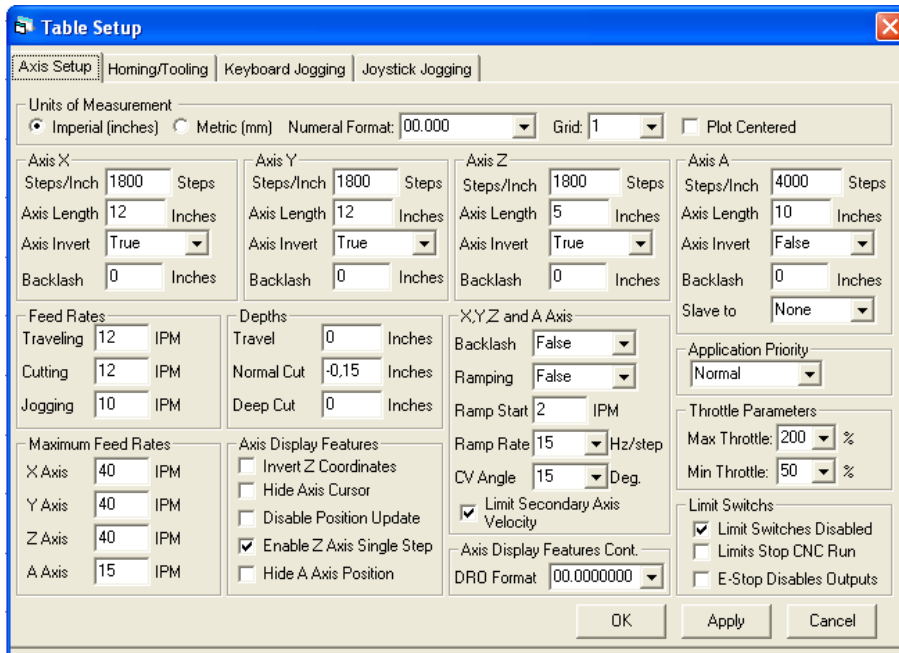 Table Setup
Axis Setup Homing/Tooling Keyboard Jogging Joystick Jogging
Units of Measurement
Imperial (inches) Metric (mm) Numeral Format: 00.000 Grid: 1 Plot Centered
Axis X
Steps/Inch 1800 Steps
Axis Length 12 Inches
Axis Invert True
Backlash 0 Inches
Axis Y
Steps/Inch 1800 Steps
Axis Length 12 Inches
Axis Invert True
Backlash 0 Inches
Axis Z
Steps/Inch 1800 Steps
Axis Length 5 Inches
Axis Invert True
Backlash 0 Inches
Axis A
Steps/Inch 4000 Steps
Axis Length 10 Inches
Axis Invert False
Backlash 0 Inches
Slave to None
Feed Rates
Traveling 12 IPM
Cutting 12 IPM
Jogging 10 IPM
Depths
Travel 0 Inches
Normal Cut -0,15 Inches
Deep Cut 0 Inches
X,Y,Z and A Axis
Backlash False
Ramping False
Ramp Start 2 IPM
Ramp Rate 15 Hz/step
CV Angle 15 Deg.
Limit Secondary Axis
Velocity
Application Priority
Normal
Throttle Parameters
Max Throttle: 200 %
Min Throttle: 50 %
Maximum Feed Rates
X Axis 40 IPM
Y Axis 40 IPM
Z Axis 40 IPM
A Axis 15 IPM
Axis Display Features
Invert Z Coordinates
Hide Axis Cursor
Disable Position Update
Enable Z Axis Single Step
Hide A Axis Position
Axis Display Features Cont.
DRO Format 00.0000000
Limit Switchs
Limit Switches Disabled
Limits Stop CNC Run
E-Stop Disables Outputs
OK Apply Cancel